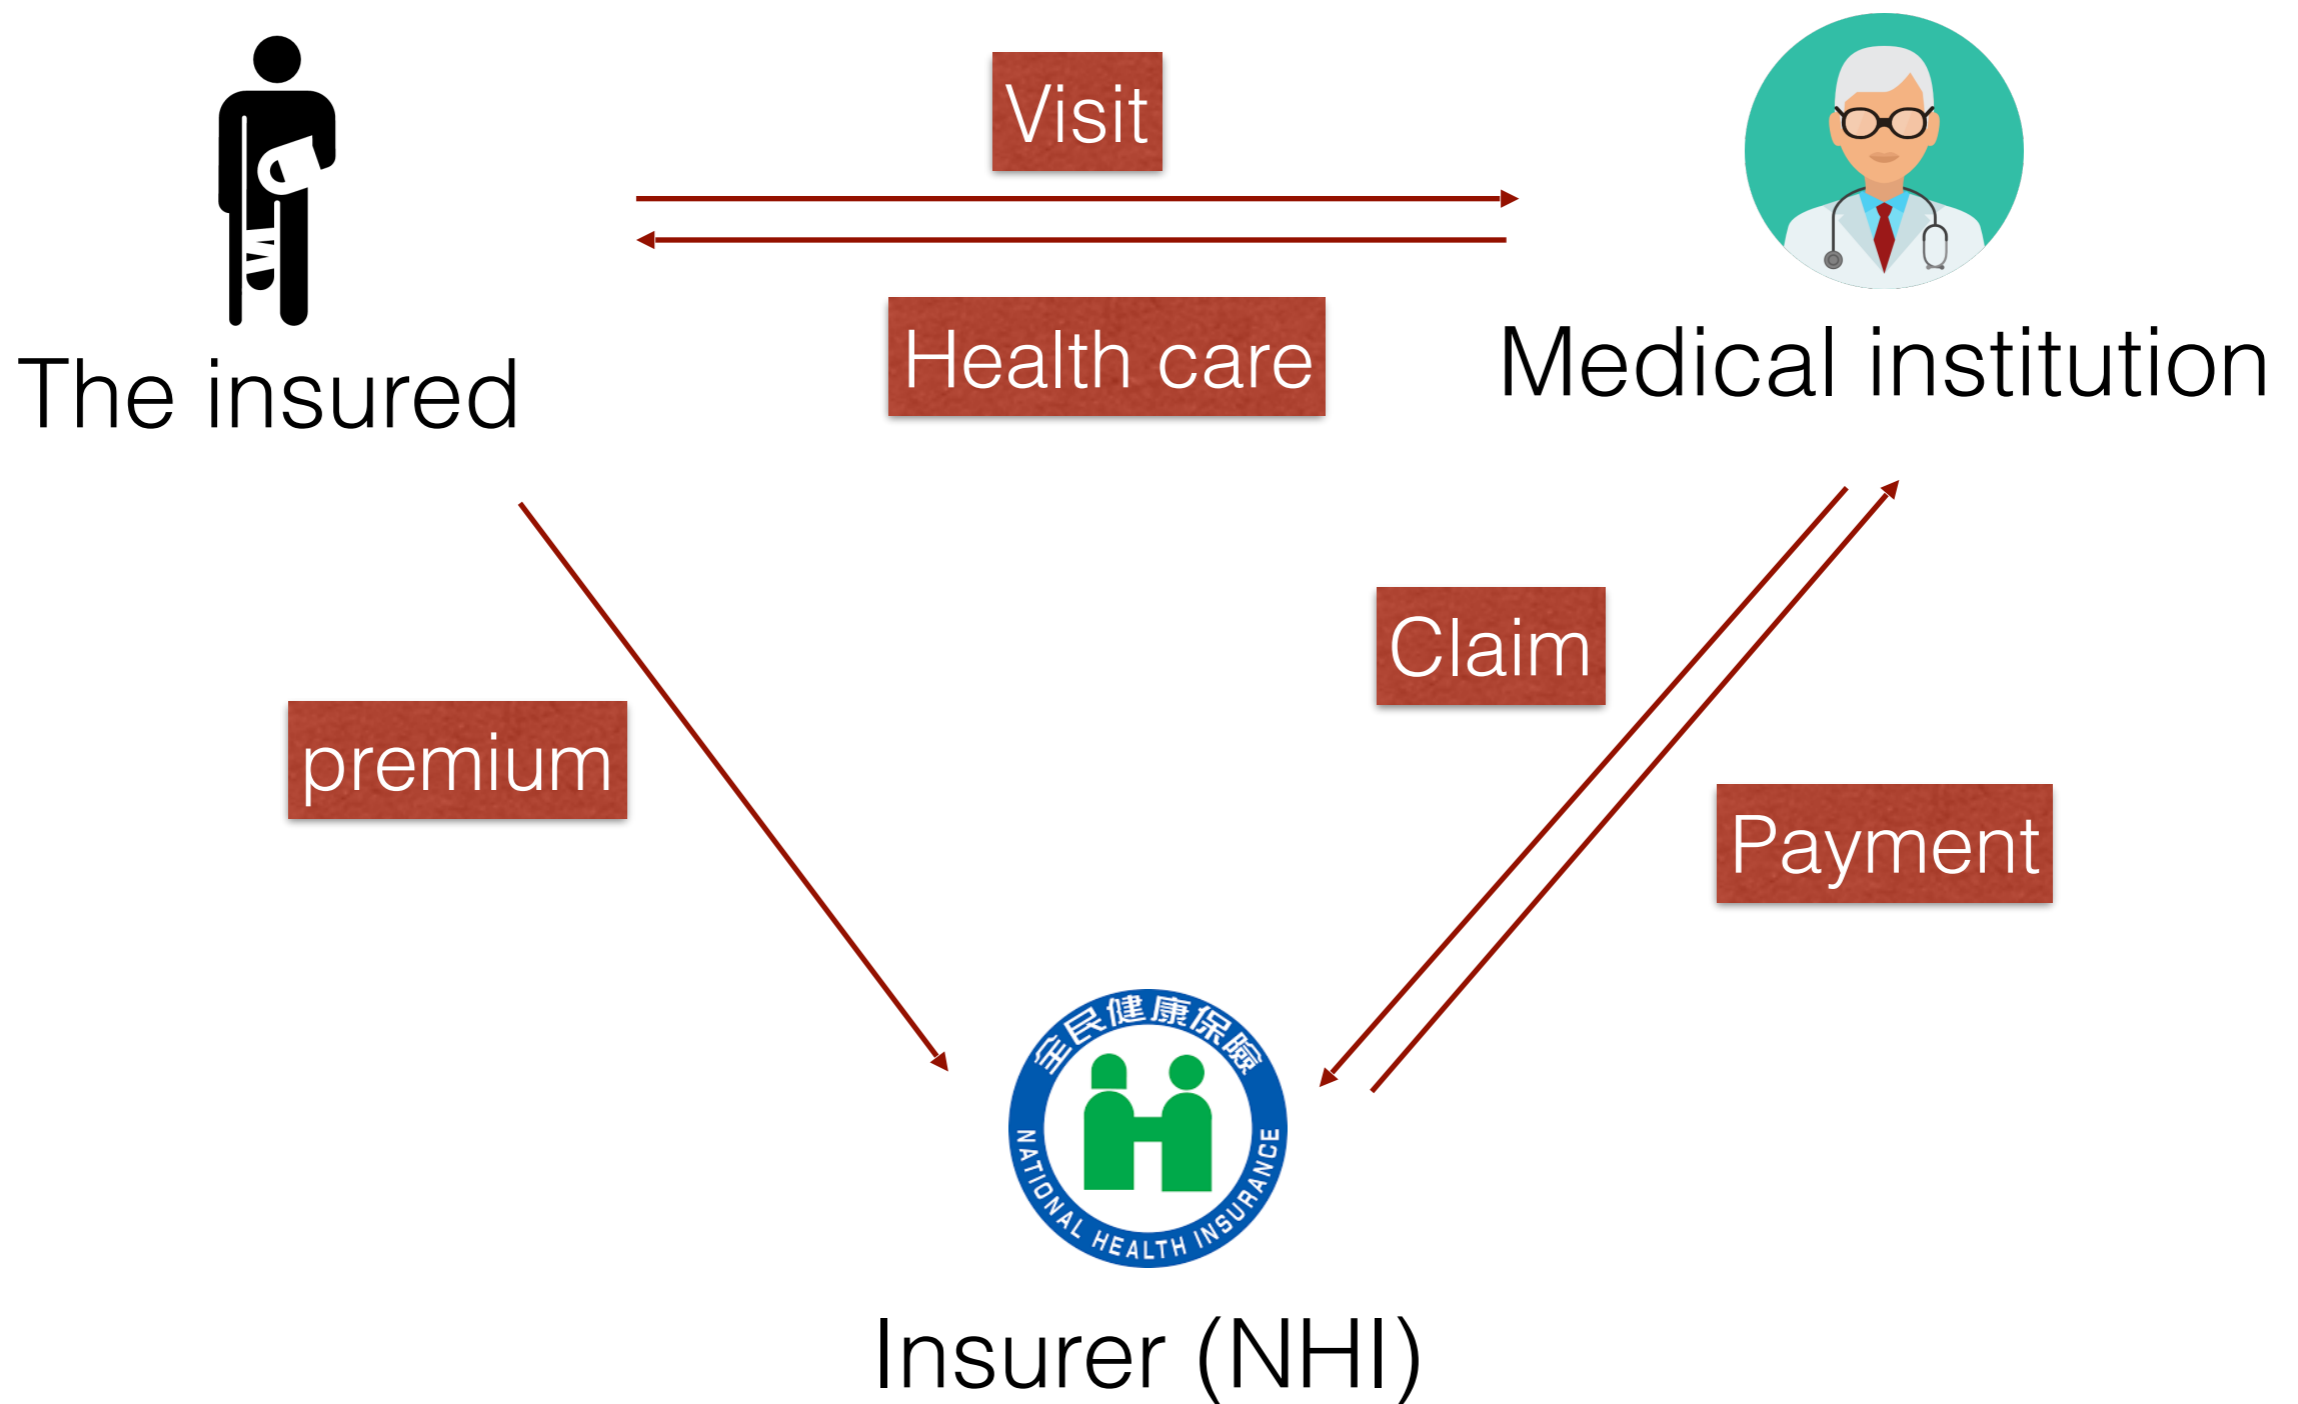 Visit
Health care
The insured
Medical institution
Claim
premium
Payment
全民健康保險
NATIONAL HEALTH INSURANCE
Insurer (NHI)